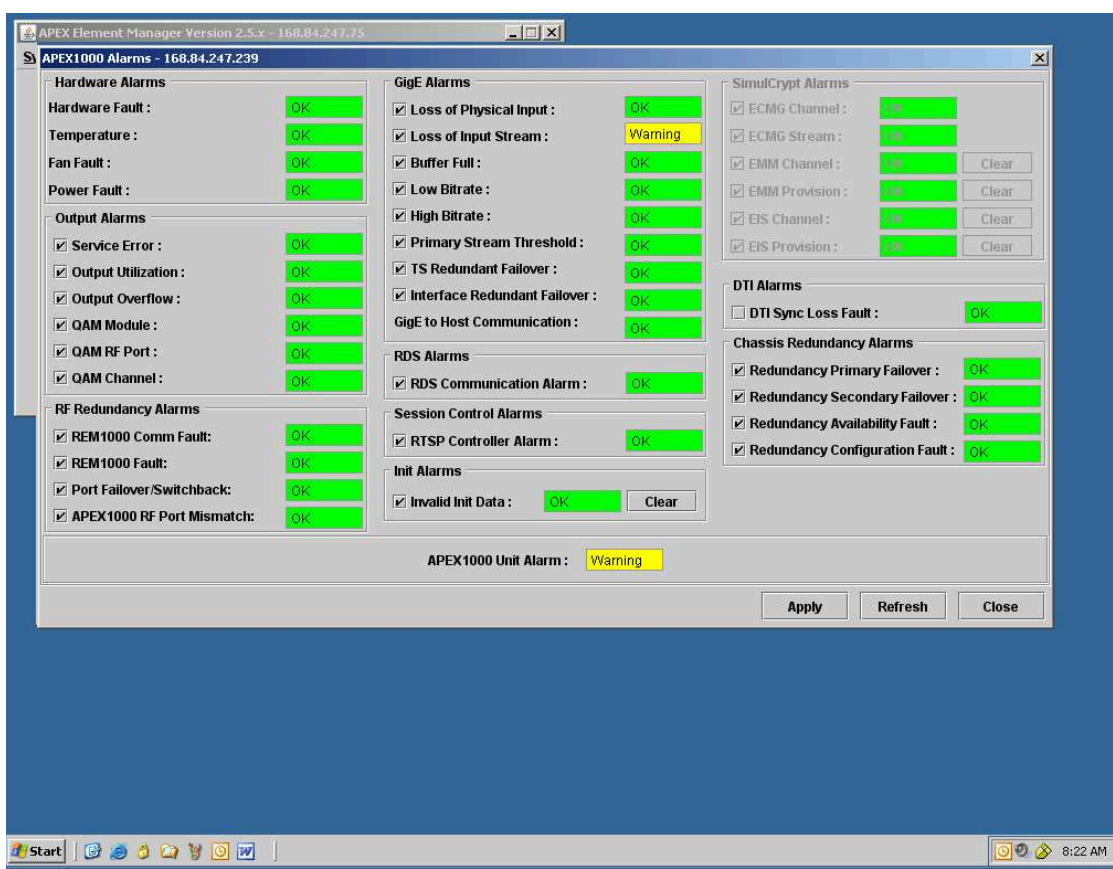 APEX Element Manager Version 2.5.x - 168.84.247.75
APEX1000 Alarms - 168.84.247.239
Hardware Alarms
Hardware Fault : OK
Temperature : OK
Fan Fault : OK
Power Fault : OK
Output Alarms
Service Error : OK
Output Utilization : OK
Output Overflow : OK
QAM Module : OK
QAM RF Port : OK
QAM Channel : OK
RF Redundancy Alarms
REM1000 Comm Fault: OK
REM1000 Fault: OK
Port Failover/Switchback: OK
APEX1000 RF Port Mismatch: OK
GigE Alarms
Loss of Physical Input : OK
Loss of Input Stream : Warning
Buffer Full : OK
Low Bitrate : OK
High Bitrate : OK
Primary Stream Threshold : OK
TS Redundant Failover : OK
Interface Redundant Failover : OK
GigE to Host Communication : OK
RDS Alarms
RDS Communication Alarm : OK
Session Control Alarms
RTSP Controller Alarm : OK
Init Alarms
Invalid Init Data : OK Clear
SimulCrypt Alarms
ECMG Channel :
ECMG Stream :
EMM Channel : Clear
EMM Provision : Clear
EIS Channel : Clear
EIS Provision : Clear
DTI Alarms
DTI Sync Loss Fault : OK
Chassis Redundancy Alarms
Redundancy Primary Failover : OK
Redundancy Secondary Failover : OK
Redundancy Availability Fault : OK
Redundancy Configuration Fault : OK
APEX1000 Unit Alarm : Warning
Apply Refresh Close
Start 8:22 AM